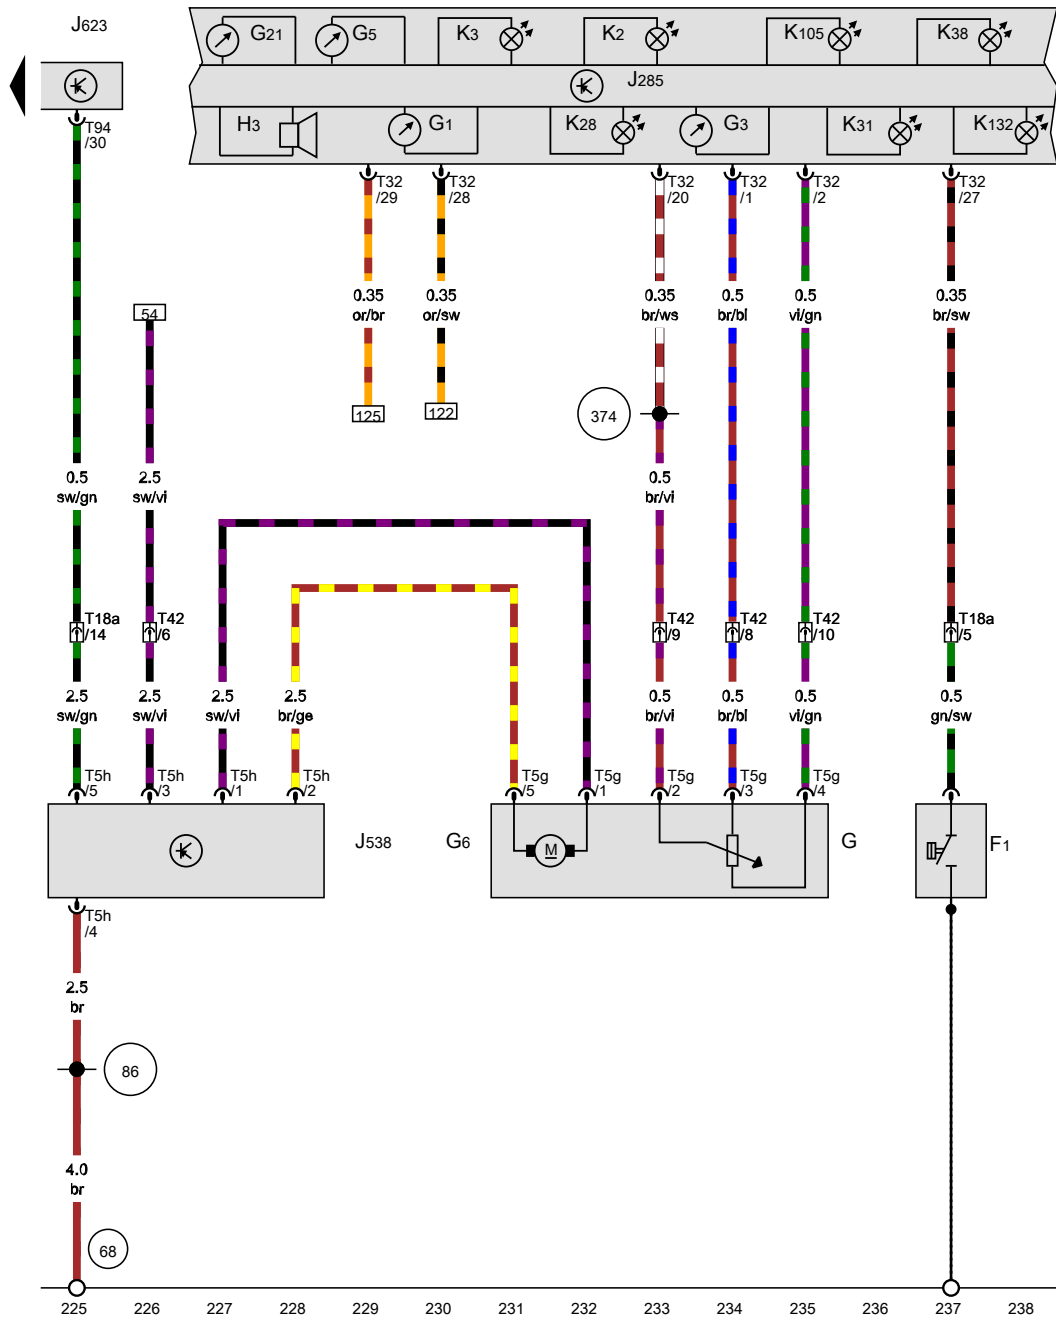 J623
G21 G5 K3 K2 K105 K38
J285
H3 G1 K28 G3 K31 K132
T94
/30
T32 T32 T32 T32 T32 T32
/29 /28 /20 /1 /2 /27
54
0.35 0.35 0.35 0.5 0.5 0.35
or/br or/sw br/ws br/bl vi/gn br/sw
125 122 374
0.5 2.5 0.5
sw/gn sw/vi br/vi
T18a T42 T42 T42 T42 T18a
/14 /6 /9 /8 /10 /5
2.5 2.5 2.5 2.5 0.5 0.5 0.5 0.5
sw/gn sw/vi sw/vi br/ge br/vi br/bl vi/gn gn/sw
T5h T5h T5h T5h T5g T5g T5g T5g T5g
/5 /3 /1 /2 /5 /1 /2 /3 /4
J538 G6 M G F1
T5h
/4
2.5
br
86
4.0
br
68
225 226 227 228 229 230 231 232 233 234 235 236 237 238